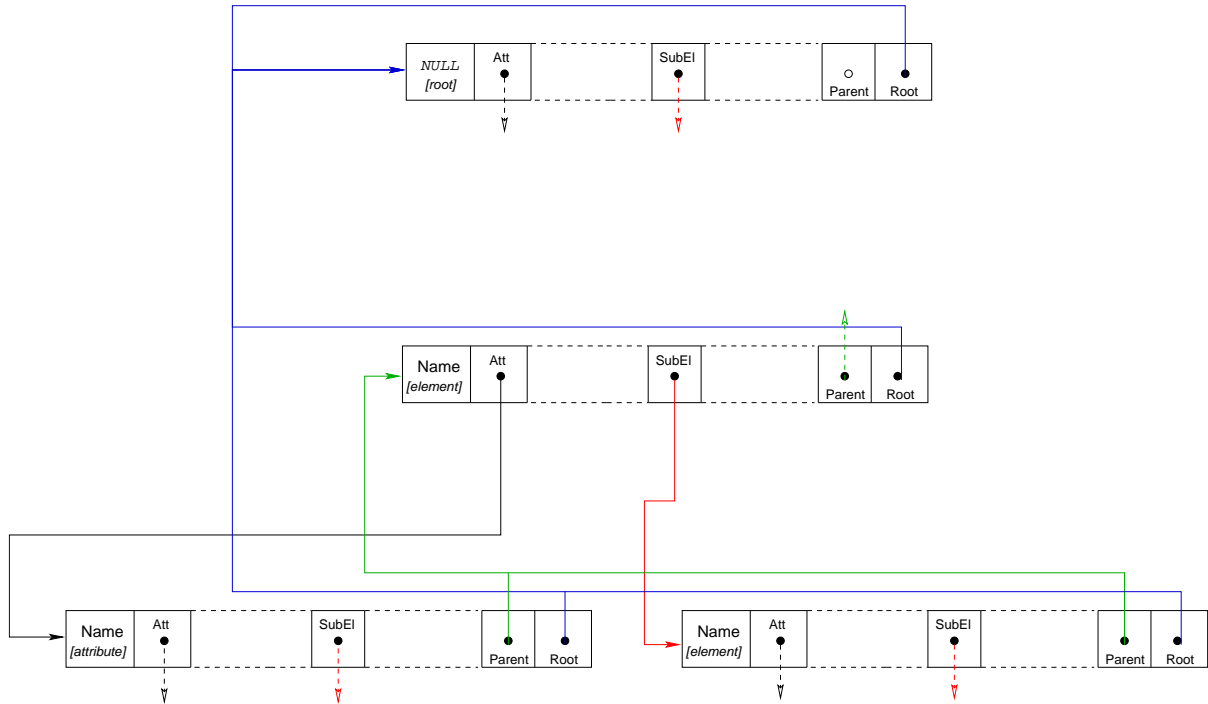 NULL
[root]
Att
SubEl
Parent
Root
Name
[element]
Att
SubEl
Parent
Root
Name
[attribute]
Att
SubEl
Parent
Root
Name
[element]
Att
SubEl
Parent
Root